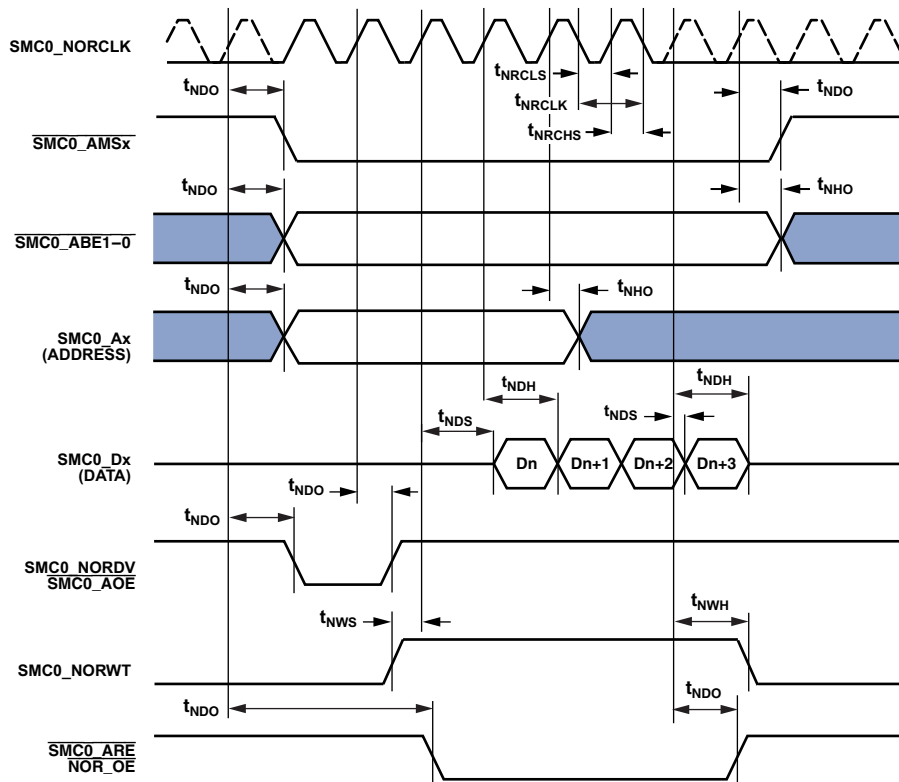 SMC0_NORCLK
tNRCLS
tNDO
tNRCLK
tNDO
tNRCHS
SMC0_AMSx
tNDO
tNHO
SMC0_ABE1–0
tNDO
tNHO
SMC0_Ax
(ADDRESS)
tNDH
tNDH
tNDS
tNDS
SMC0_Dx
(DATA)
Dn
Dn+1
Dn+2
Dn+3
tNDO
tNDO
SMC0_NORDV
SMC0_AOE
tNWH
tNWS
SMC0_NORWT
tNDO
tNDO
SMC0_ARE
NOR_OE